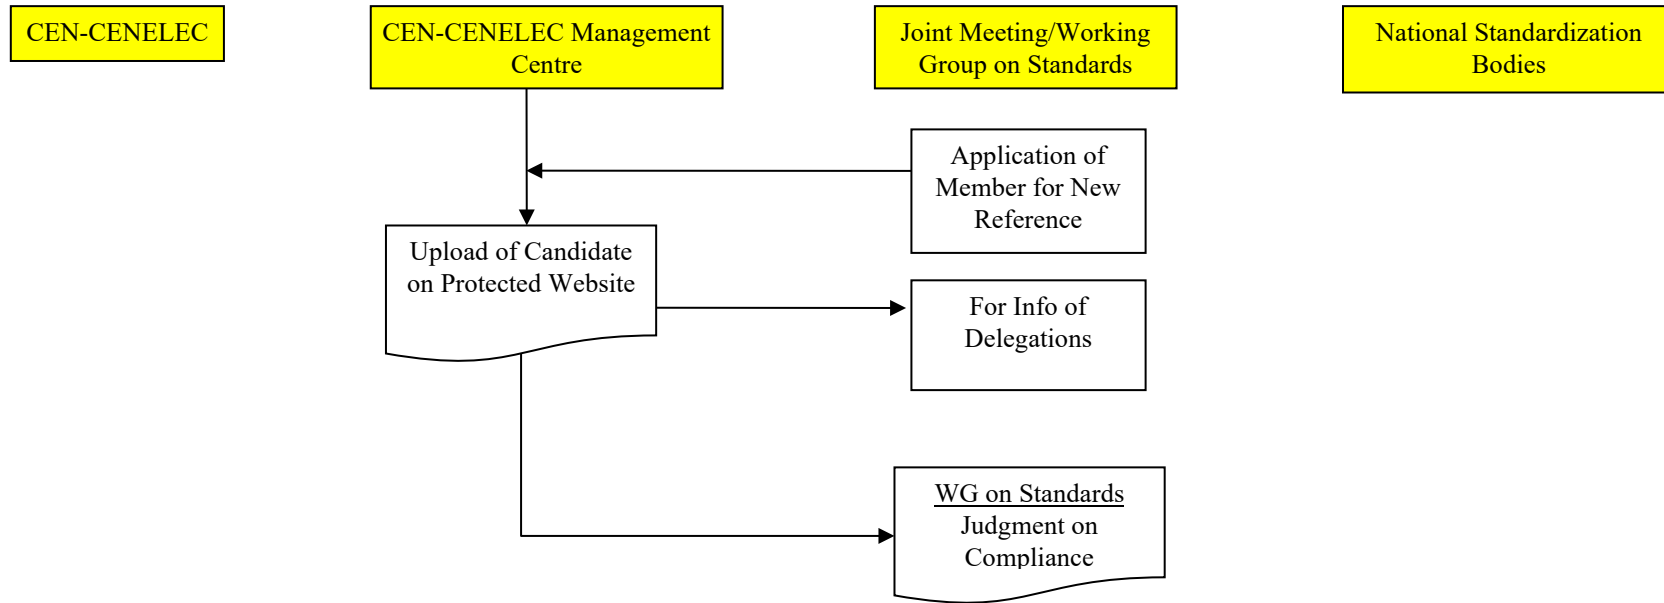 CEN-CENELEC
CEN-CENELEC Management
Centre
Joint Meeting/Working
Group on Standards
National Standardization
Bodies
Application of
Member for New
Reference
Upload of Candidate
on Protected Website
For Info of
Delegations
WG on Standards
Judgment on
Compliance